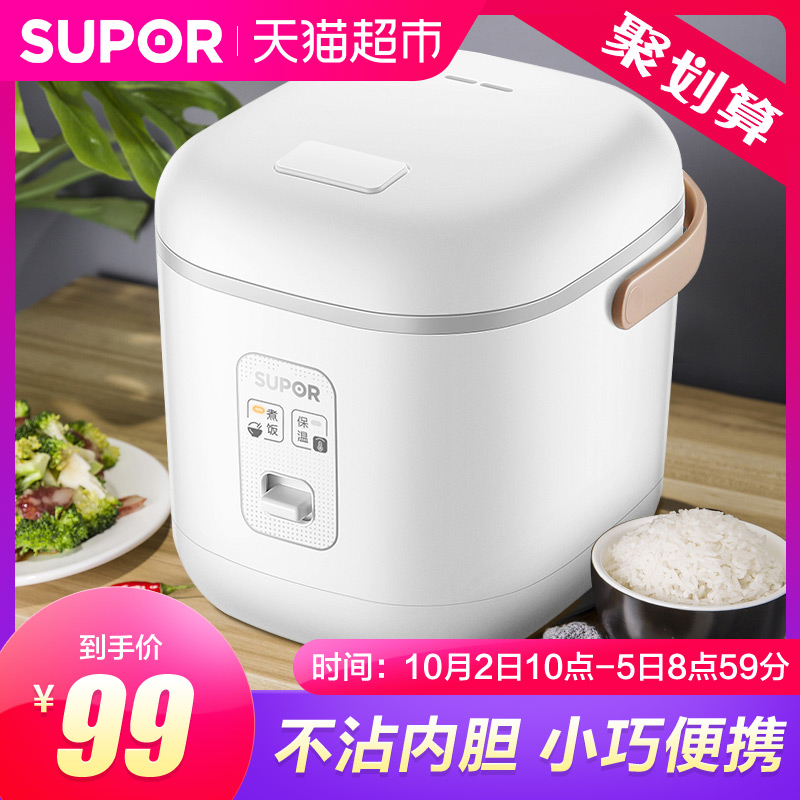 SUPOR | 天猫超市
聚划算
SUPOR
煮饭
保温
到手价
¥99
时间：10月2日10点-5日8点59分
不沾内胆 小巧便携